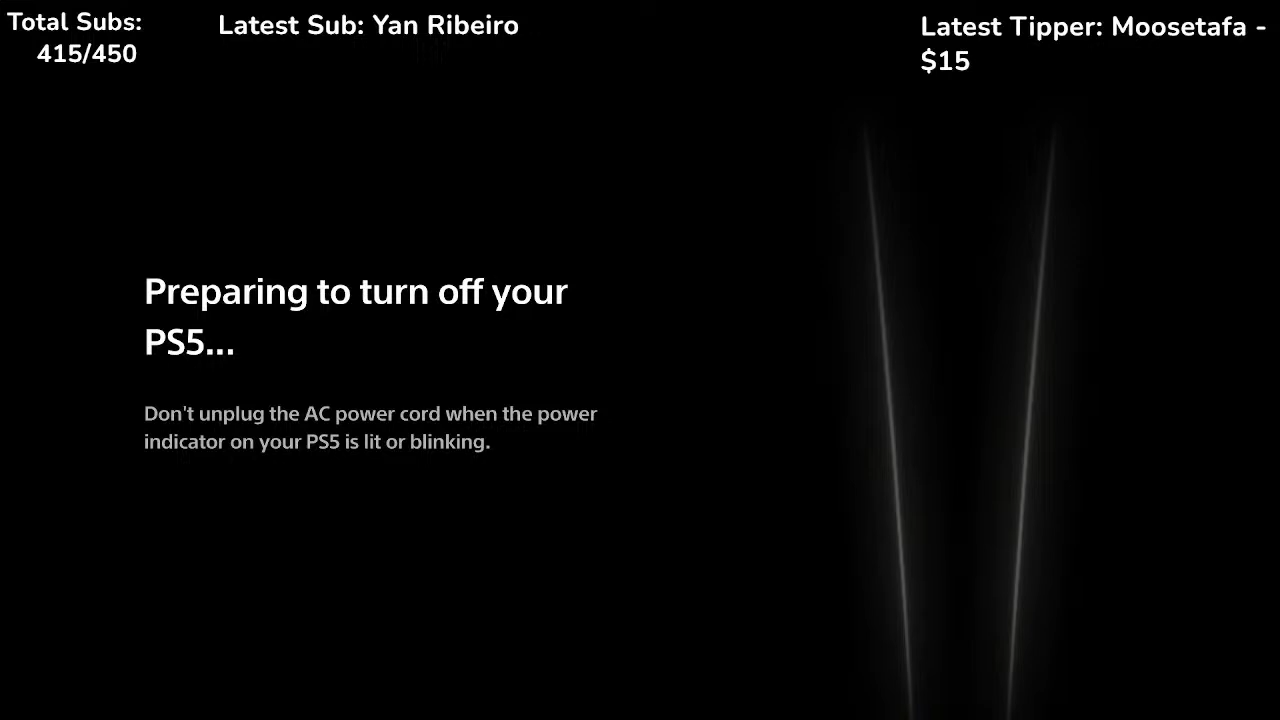 Total Subs:
415/450
Latest Sub: Yan Ribeiro
Latest Tipper: Moosetafa -
$15
Preparing to turn off your
PS5...
Don't unplug the AC power cord when the power
indicator on your PS5 is lit or blinking.